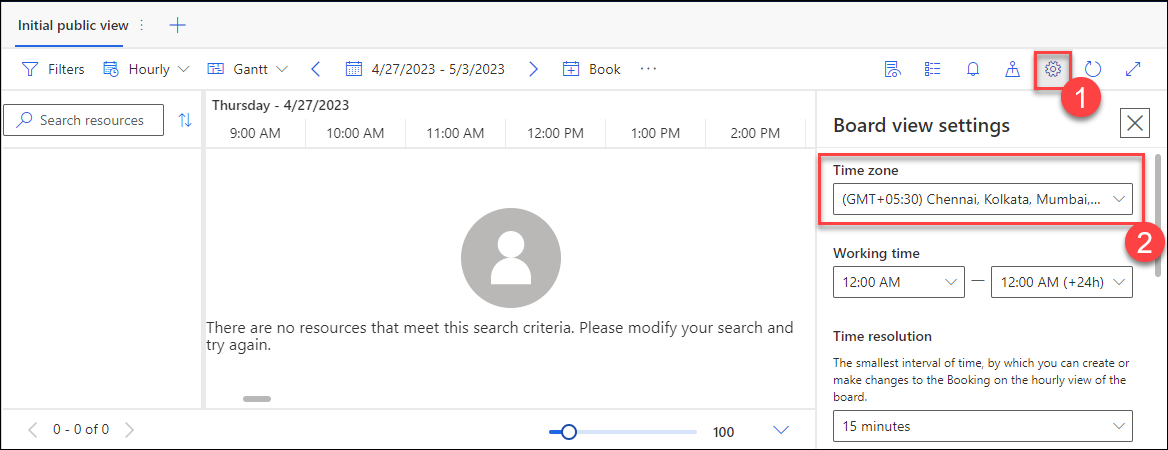 Initial public view
Filters Hourly Gantt 4/27/2023 - 5/3/2023 Book ...
1
Search resources
Thursday - 4/27/2023
9:00 AM 10:00 AM 11:00 AM 12:00 PM 1:00 PM 2:00 PM
There are no resources that meet this search criteria. Please modify your search and
try again.
0 - 0 of 0
100
Board view settings
Time zone
(GMT+05:30) Chennai, Kolkata, Mumbai,...
2
Working time
12:00 AM — 12:00 AM (+24h)
Time resolution
The smallest interval of time, by which you can create or
make changes to the Booking on the hourly view of the
board.
15 minutes